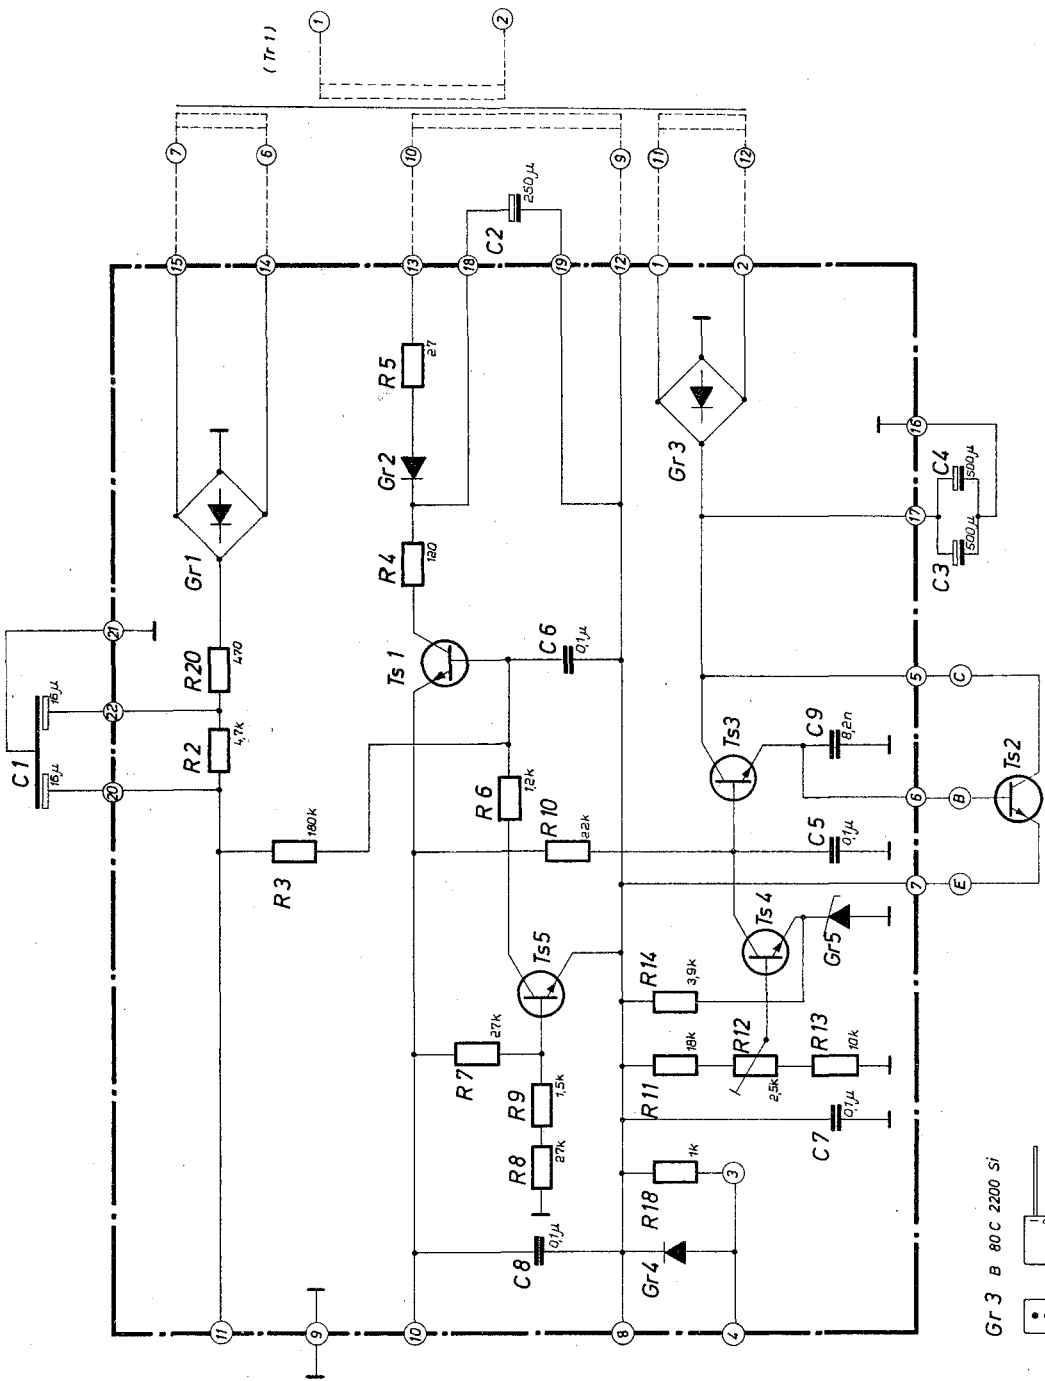 (Tr 1)
1
2
7
6
10
9
11
12
15
14
13
18
19
12
1
2
C2
250µ
C1
16µ
16µ
20
22
21
Gr1
R20
470
R2
4,7k
R3
180k
R5
27
Gr2
R4
120
Ts 1
C6
0,1µ
R6
1,2k
R10
22k
Gr3
16
17
C4
500µ
C3
500µ
Ts3
C9
8,2n
C5
0,1µ
5
C
6
B
7
E
Ts2
Ts4
Gr5
Ts5
R14
3,9k
R7
27k
R9
1,5k
R8
27k
R11
18k
R12
2,5k
R13
10k
C7
0,1µ
R18
1k
3
Gr4
C8
0,1µ
11
9
10
8
4
Gr 3 B 80 C 2200 Si